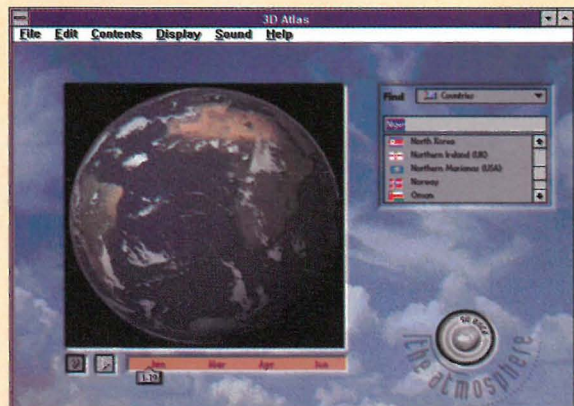 3D Atlas
File Edit Contents Display Sound Help
Find: Countries
North Korea
Northern Ireland (UK)
Northern Marianas (USA)
Norway
Oman
Jan Mar Apr Jun
the atmosphere